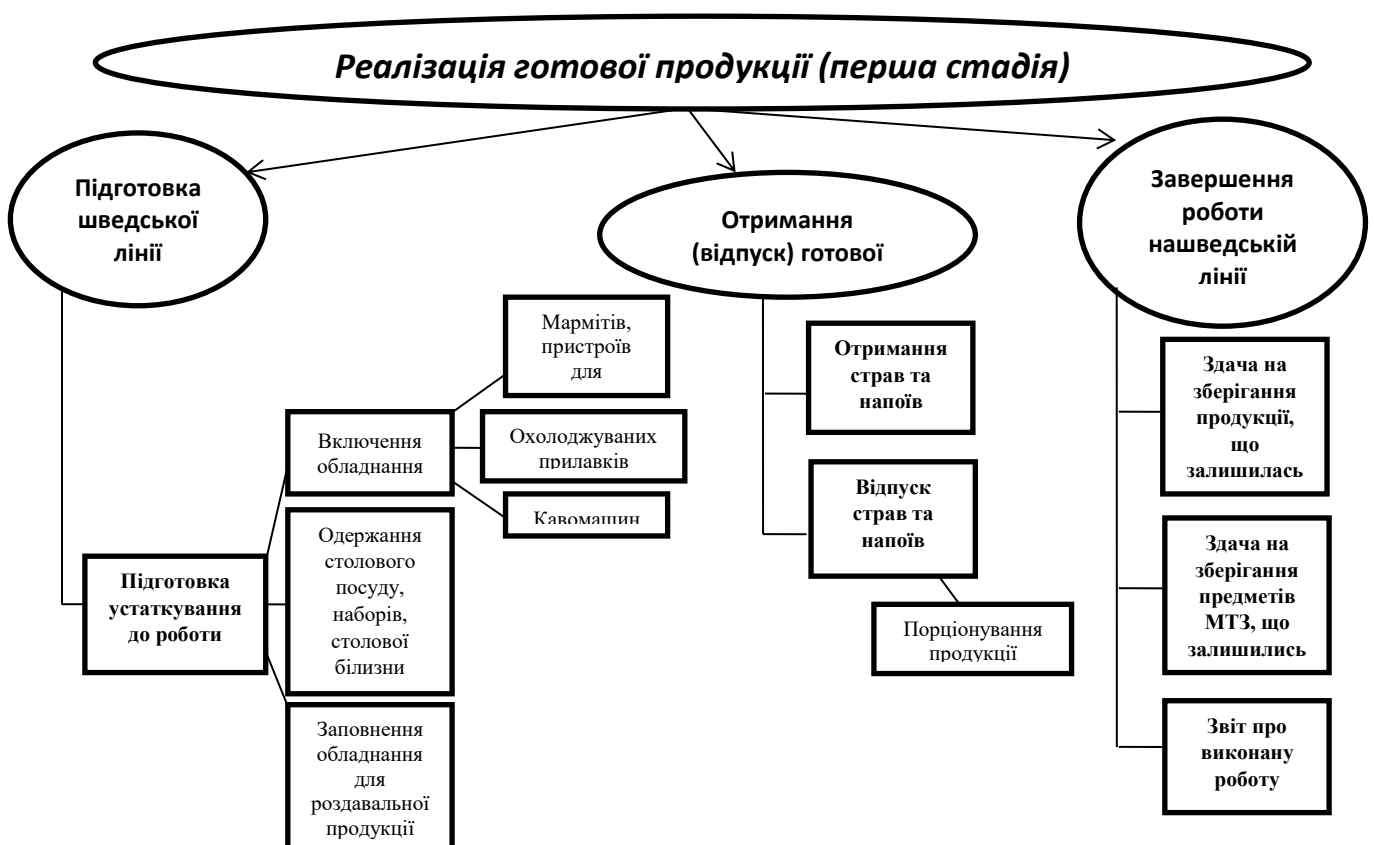 Реалізація готової продукції (перша стадія)
Підготовка
шведської
лінії
Отримання
(відпуск) готової
Завершення
роботи
нашведській
лінії
Мармітів,
пристроїв
для
Включення
обладнання
Охолоджуваних
прилавків
Кавомашин
Підготовка
устаткування
до роботи
Одержання
столового
посуду,
наборів,
столової
білизни
Заповнення
обладнання
для
роздавальної
продукції
Отримання
страв та
напоїв
Відпуск
страв та
напоїв
Порціонування
продукції
Здача на
зберігання
продукції,
що
залишилась
Здача на
зберігання
предметів
МТЗ, що
залишились
Звіт про
виконану
роботу